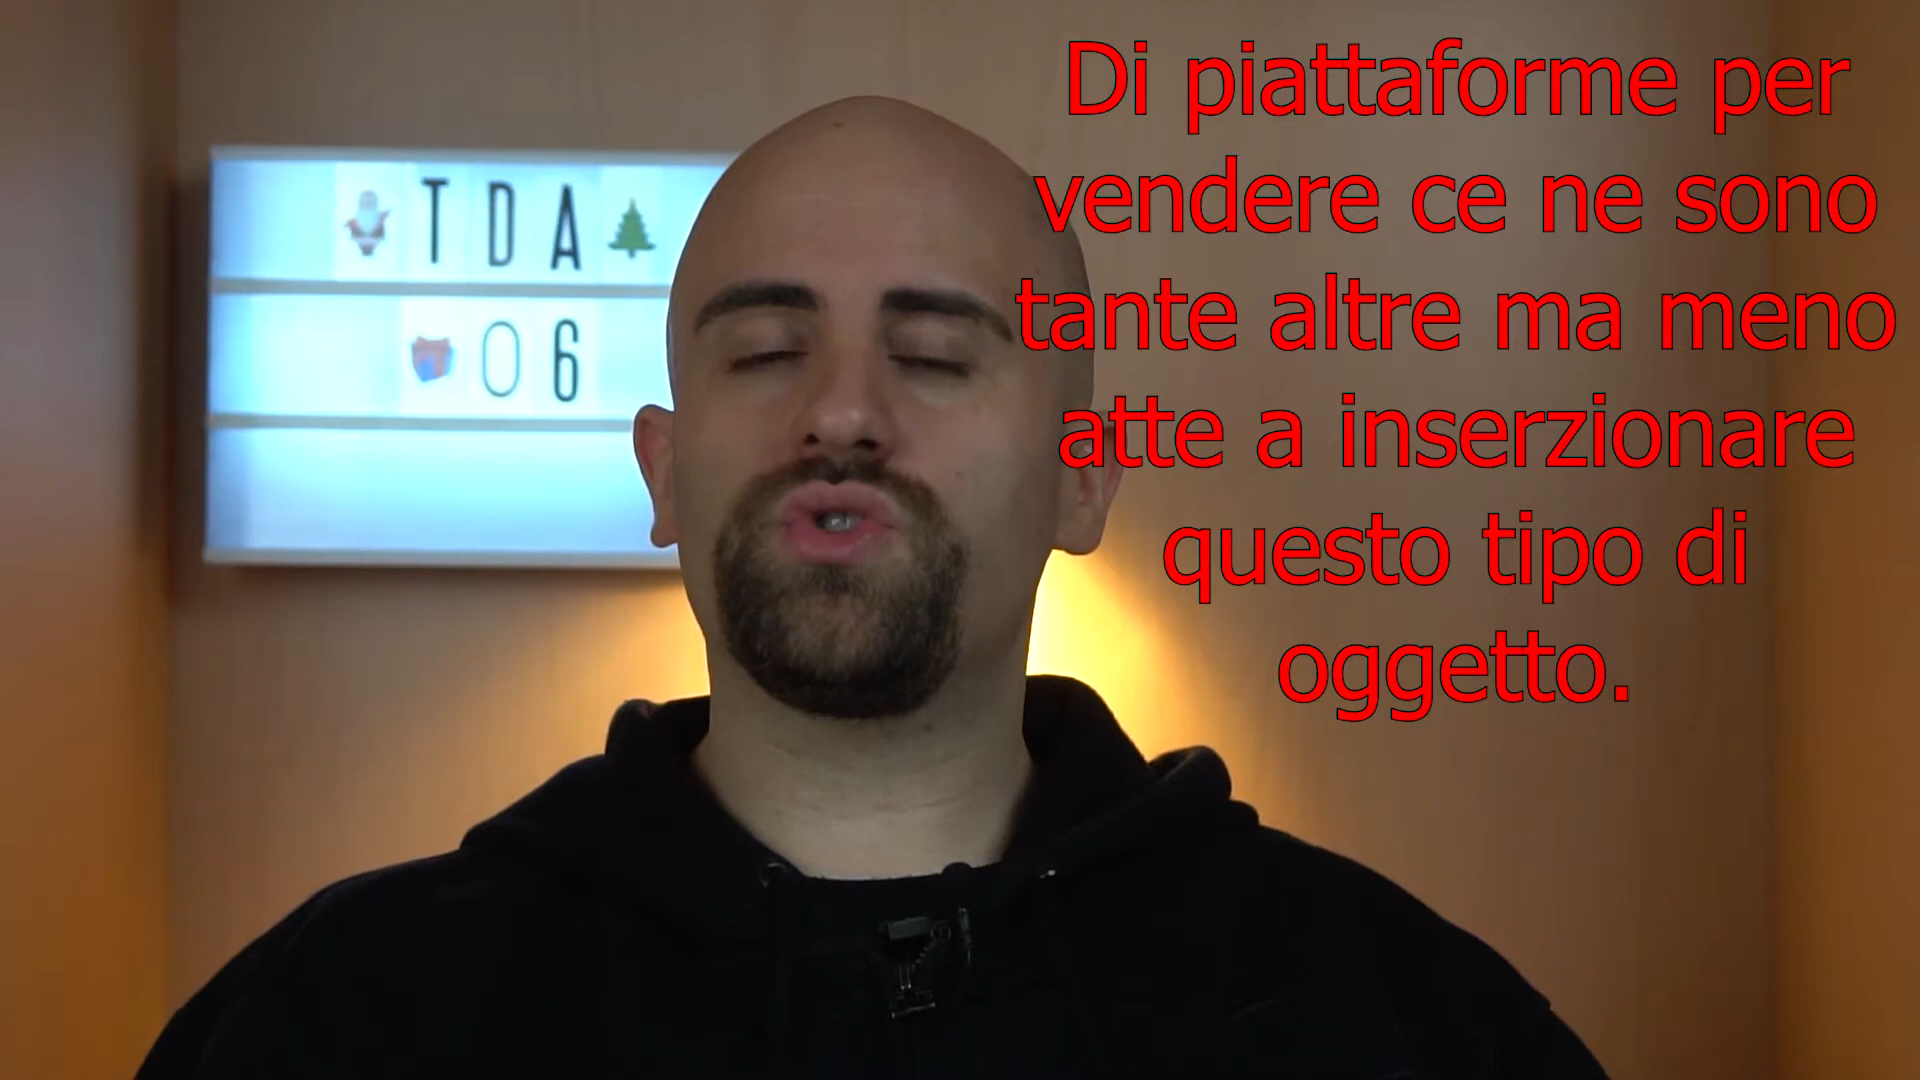 TDA
06
Di piattaforme per
vendere ce ne sono
tante altre ma meno
atte a inserzionare
questo tipo di
oggetto.